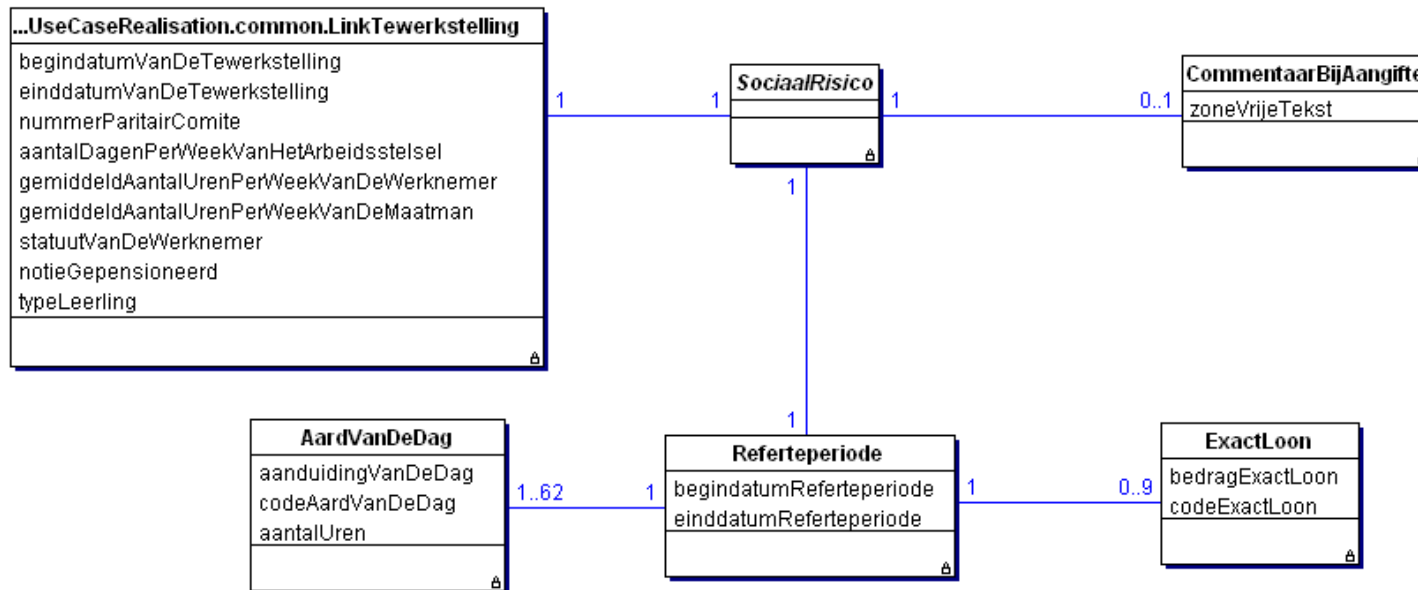 ...UseCaseRealisation.common.LinkTewerkstelling
begindatumVanDeTewerkstelling
einddatumVanDeTewerkstelling
nummerParitairComite
aantalDagenPerWeekVanHetArbeidsstelsel
gemiddeldAantalUrenPerWeekVanDeWerknemer
gemiddeldAantalUrenPerWeekVanDeMaatman
statuutVanDeWerknemer
notieGepensioneerd
typeLeerling
1
1
SociaalRisico
1
0..1
CommentaarBijAangifte
zoneVrijeTekst
1
1
AardVanDeDag
aanduidingVanDeDag
codeAardVanDeDag
aantalUren
1..62
1
Referteperiode
begindatumReferteperiode
einddatumReferteperiode
1
0..9
ExactLoon
bedragExactLoon
codeExactLoon